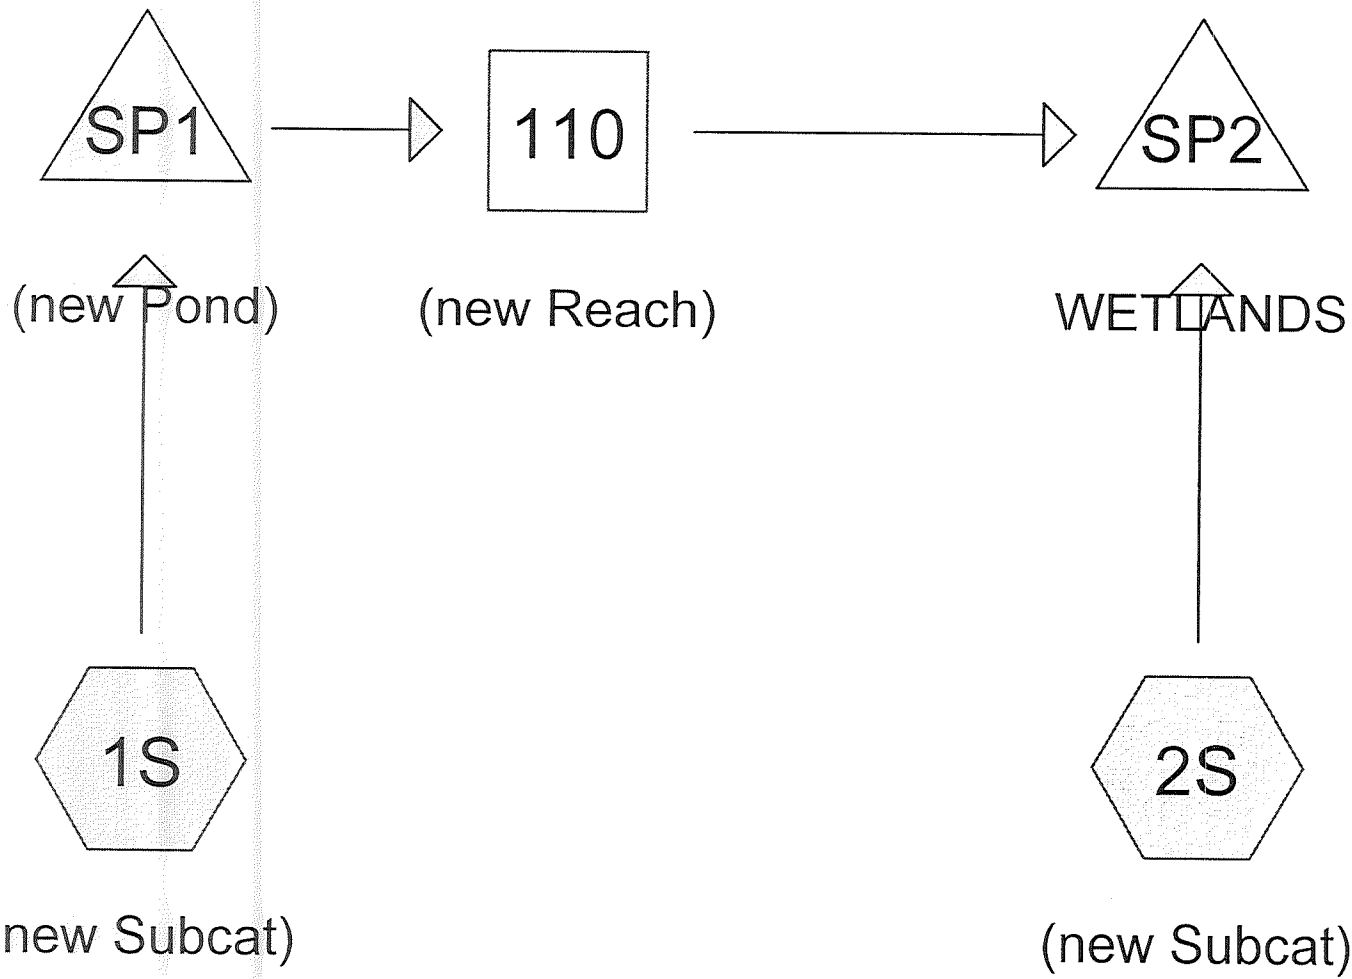 SP1
110
SP2
(new Pond)
(new Reach)
WETLANDS
1S
2S
new Subcat)
(new Subcat)